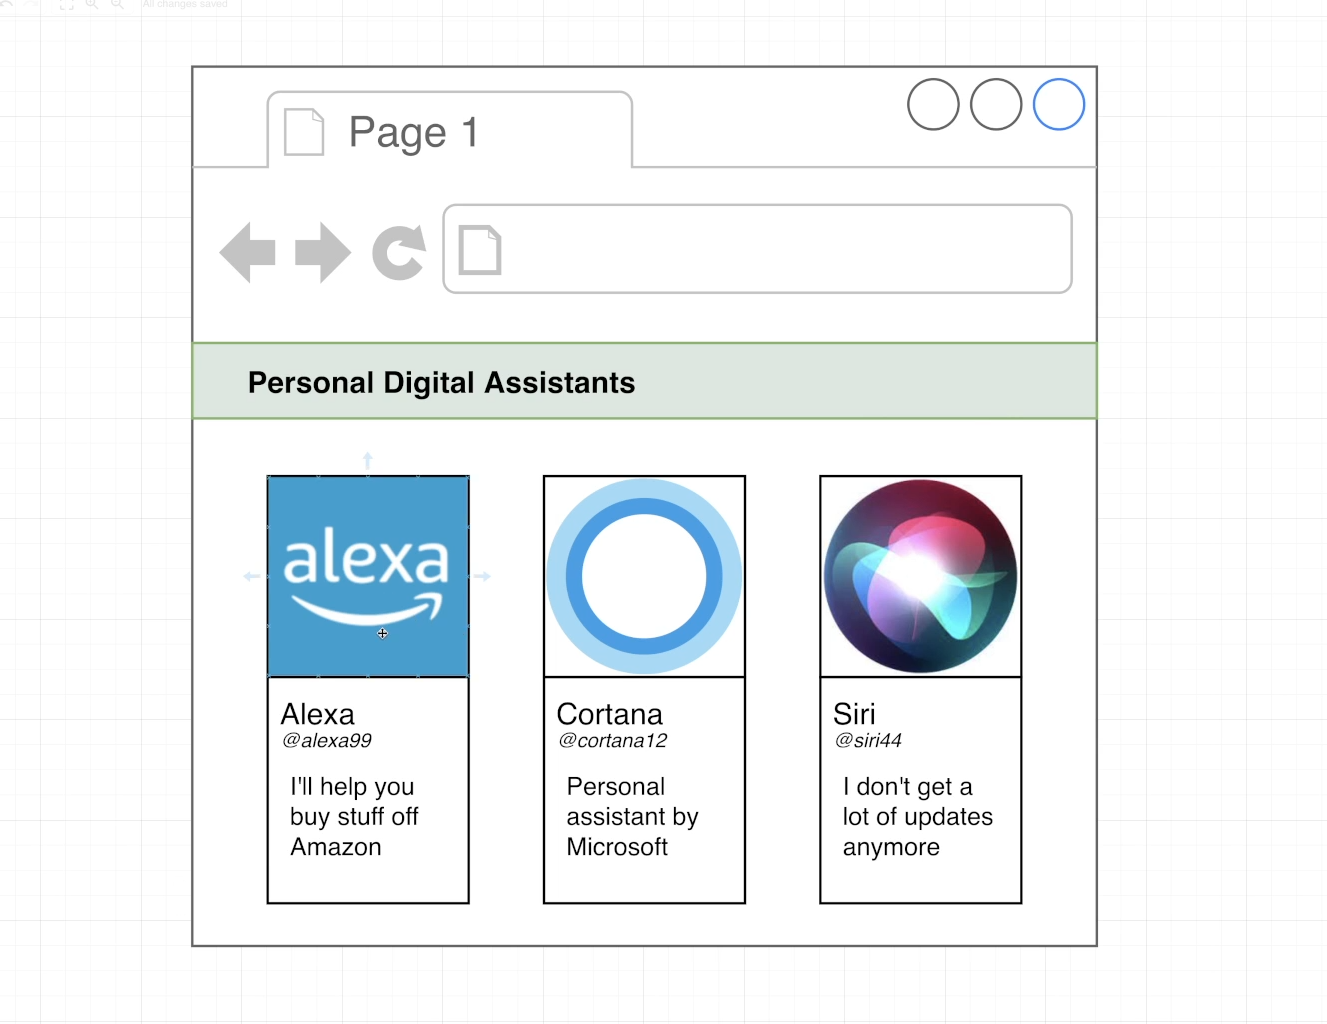 All changes saved
Page 1
Personal Digital Assistants
alexa
Alexa
@alexa99
I'll help you
buy stuff off
Amazon
Cortana
@cortana12
Personal
assistant by
Microsoft
Siri
@siri44
I don't get a
lot of updates
anymore